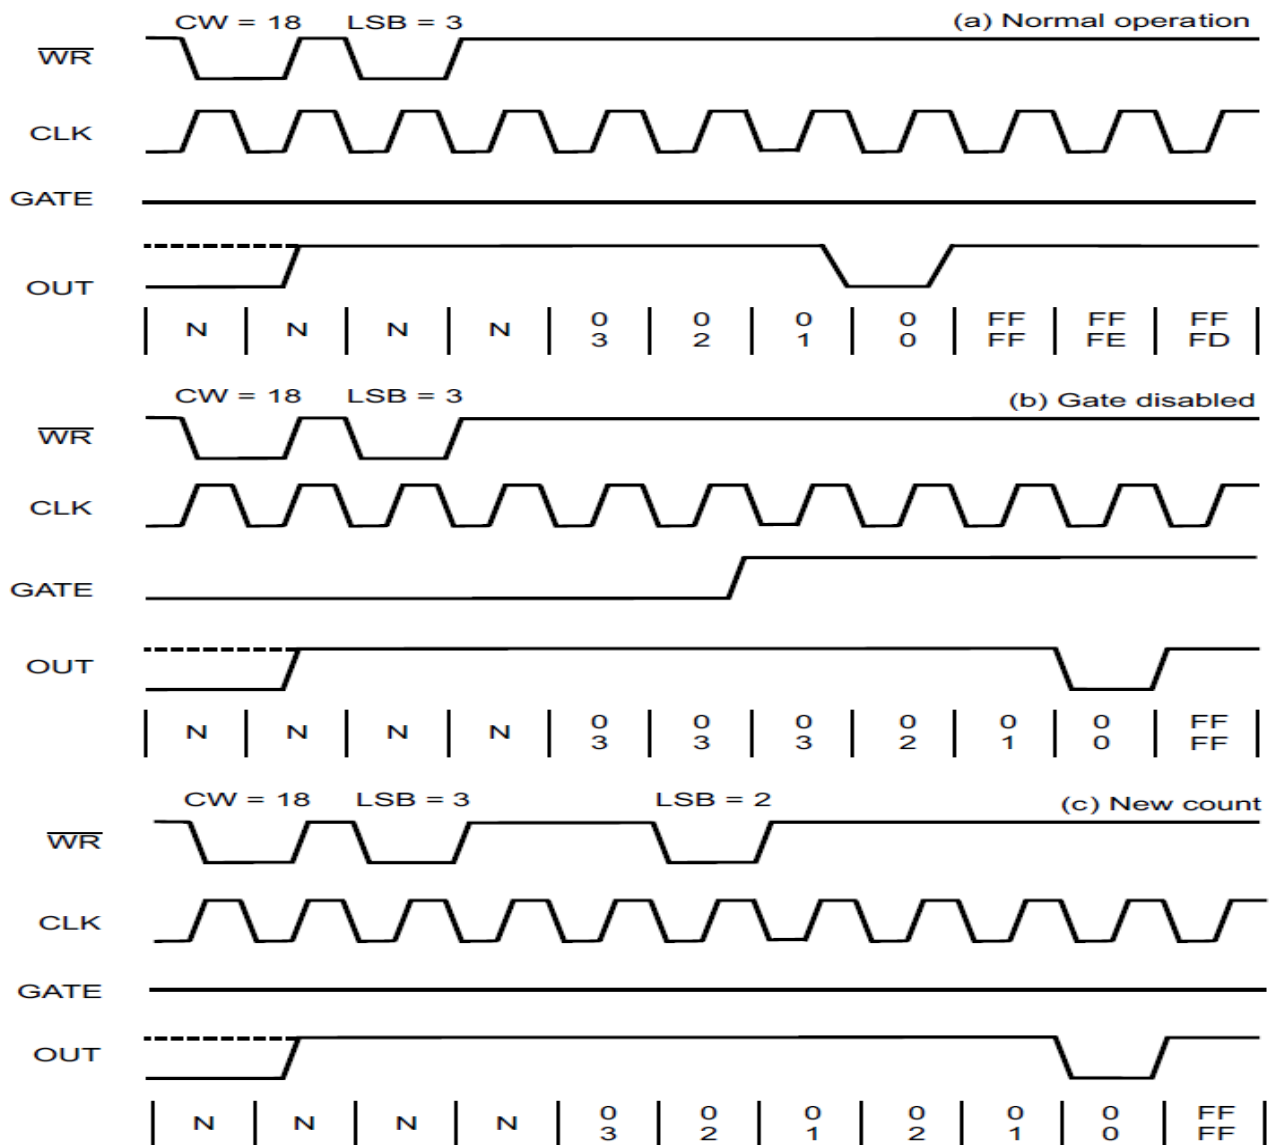 CW = 18 LSB = 3 (a) Normal operation
WR
CLK
GATE
OUT
N N N N 0 0 0 0 FF FF FF
3 2 1 0 FF FE FD
CW = 18 LSB = 3 (b) Gate disabled
WR
CLK
GATE
OUT
N N N N 0 0 0 0 0 0 FF
3 3 3 2 1 0 FF
CW = 18 LSB = 3 LSB = 2 (c) New count
WR
CLK
GATE
OUT
N N N N 0 0 0 0 0 0 FF
3 2 1 2 1 0 FF